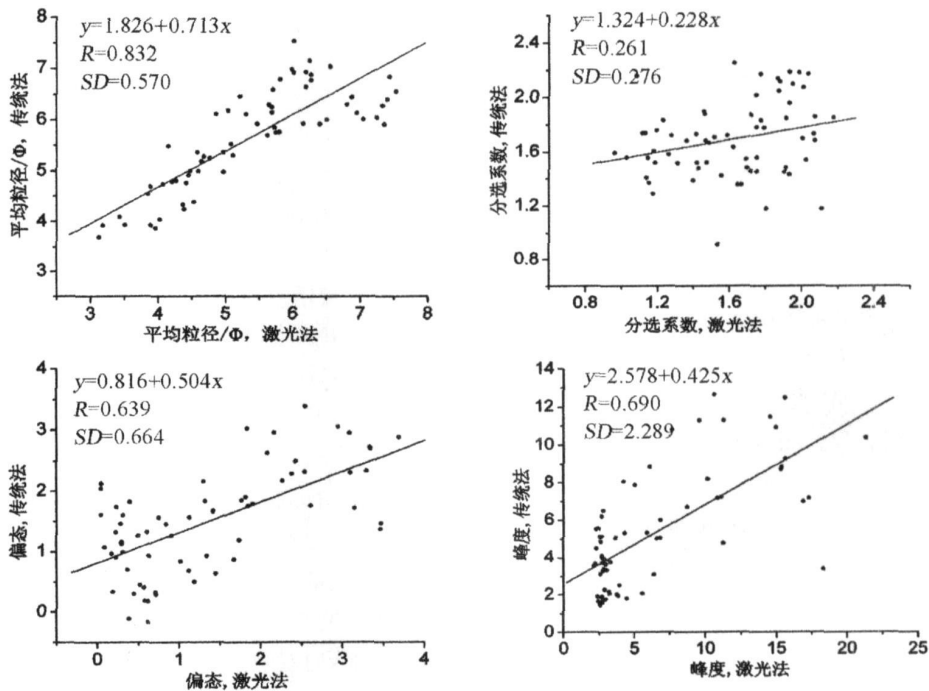 y=1.826+0.713x
R=0.832
SD=0.570
8
7
6
5
4
3
平均粒径/Φ, 传统法
3 4 5 6 7 8
平均粒径/Φ, 激光法
y=1.324+0.228x
R=0.261
SD=0.276
2.4
2.0
1.6
1.2
0.8
分选系数, 传统法
0.8 1.2 1.6 2.0 2.4
分选系数, 激光法
y=0.816+0.504x
R=0.639
SD=0.664
4
3
2
1
0
偏态, 传统法
0 1 2 3 4
偏态, 激光法
y=2.578+0.425x
R=0.690
SD=2.289
14
12
10
8
6
4
2
0
峰度, 传统法
0 5 10 15 20 25
峰度, 激光法